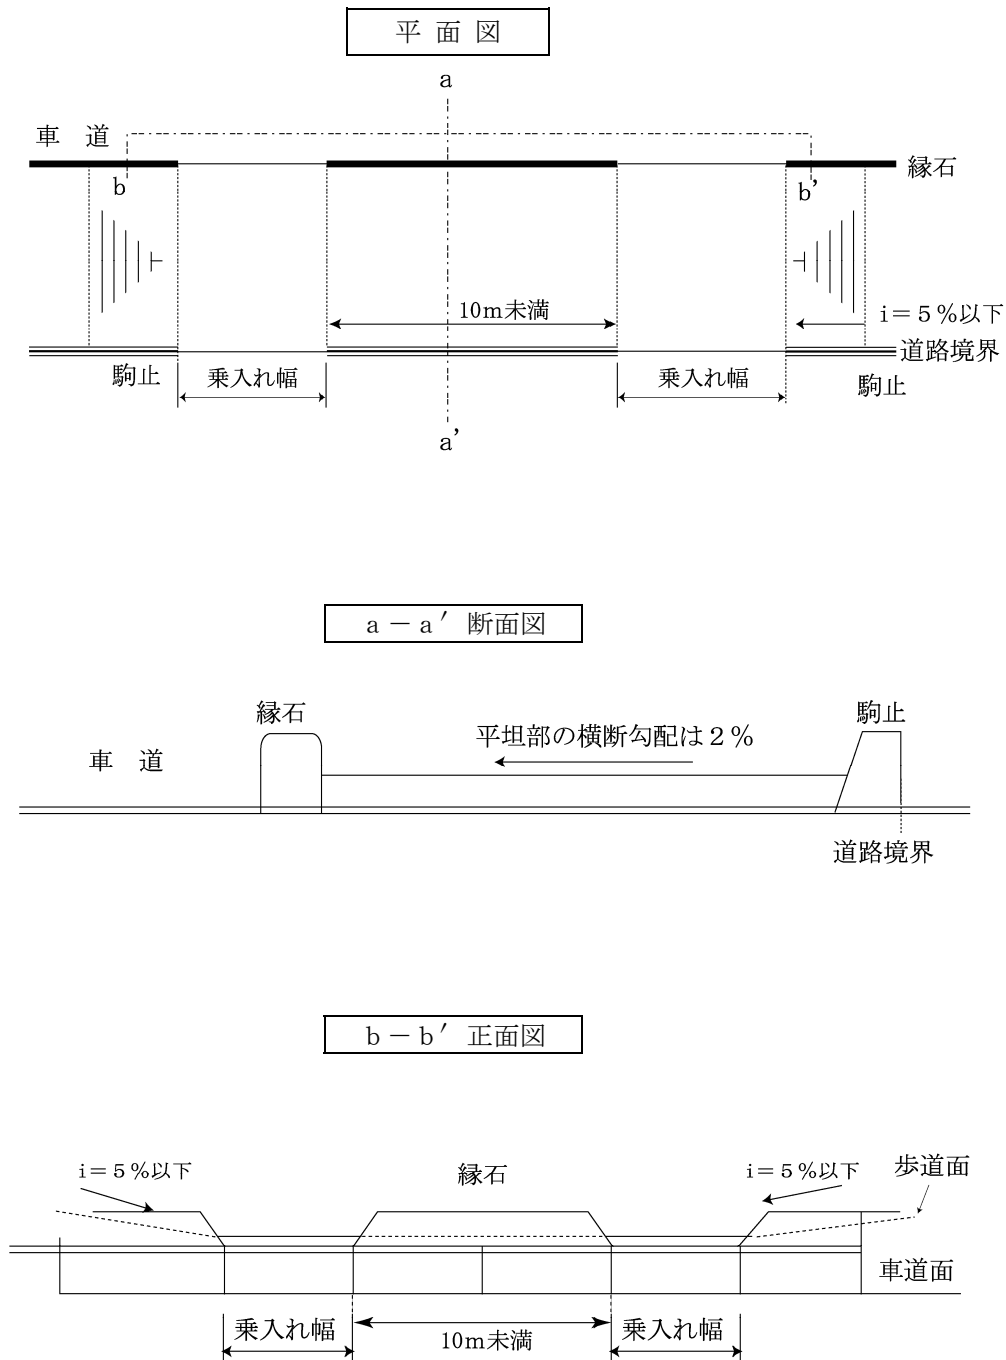 平 面 図
a
車 道
縁石
b
b’
10m未満
i＝５%以下
道路境界
駒止
乗入れ幅
乗入れ幅
駒止
a’
a－a′ 断面図
縁石
駒止
平坦部の横断勾配は２%
車 道
道路境界
b－b′ 正面図
i＝５%以下
縁石
i＝５%以下
歩道面
車道面
乗入れ幅
10m未満
乗入れ幅